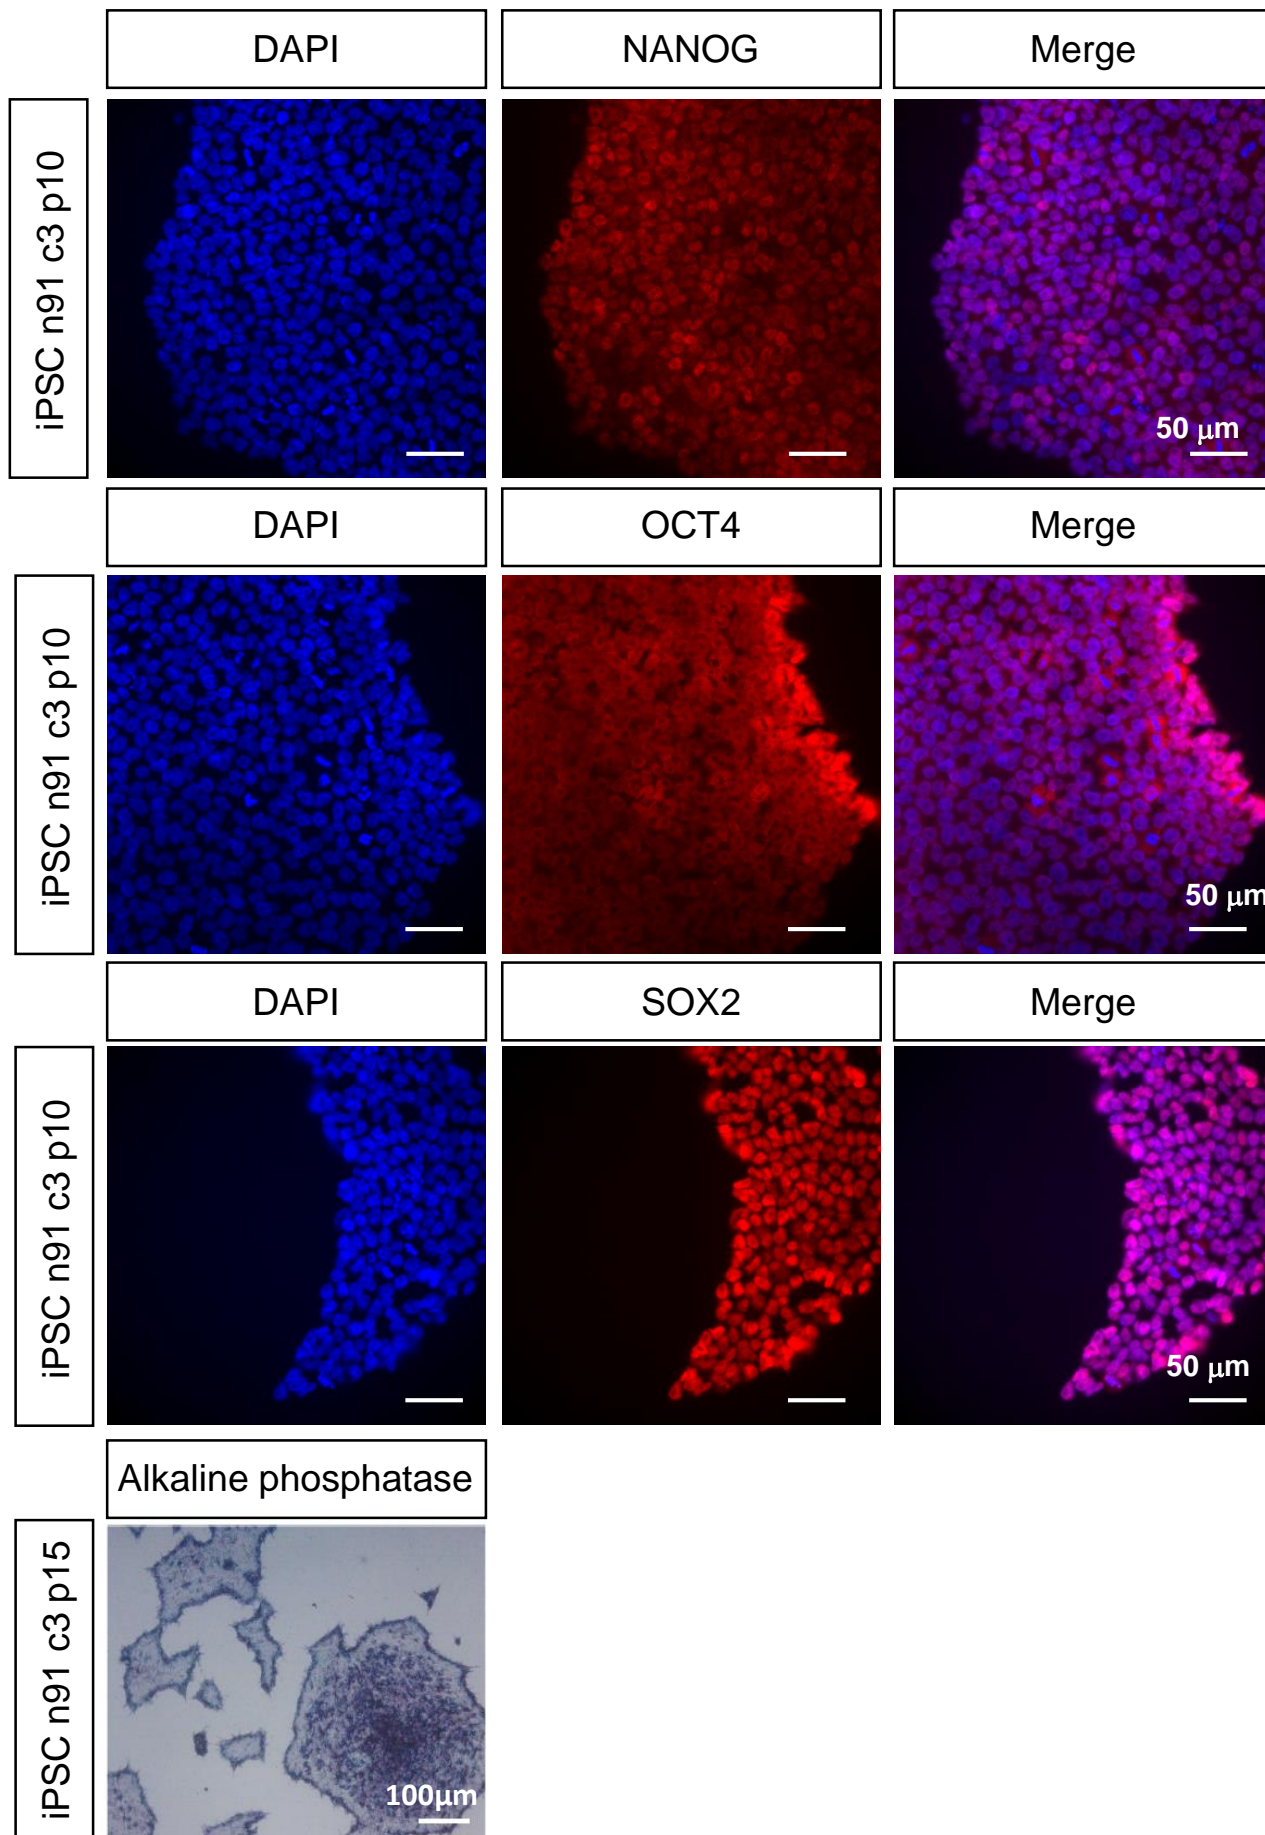 DAPI
NANOG
Merge
iPSC n91 c3 p10
50 μm
DAPI
OCT4
Merge
iPSC n91 c3 p10
50 μm
DAPI
SOX2
Merge
iPSC n91 c3 p10
50 μm
Alkaline phosphatase
iPSC n91 c3 p15
100μm